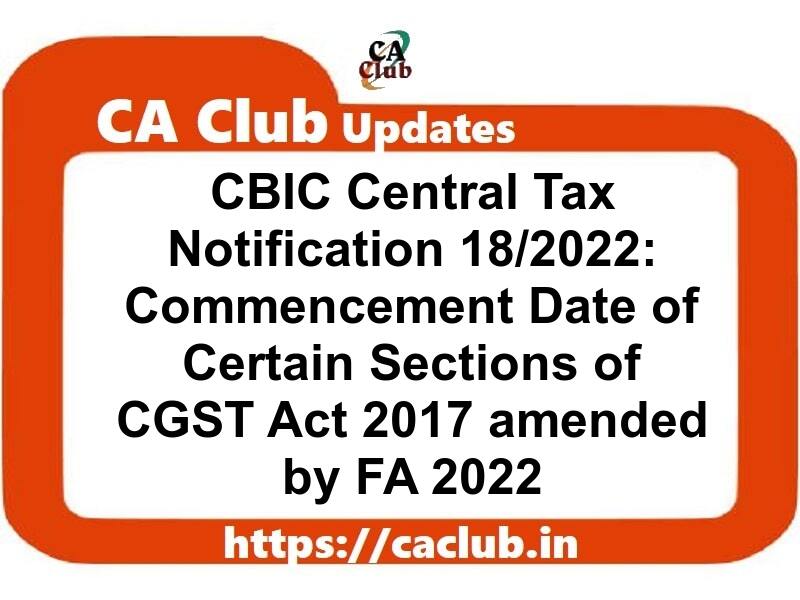 CA
Club
CA Club Updates
CBIC Central Tax
Notification 18/2022:
Commencement Date of
Certain Sections of
CGST Act 2017 amended
by FA 2022
https://caclub.in